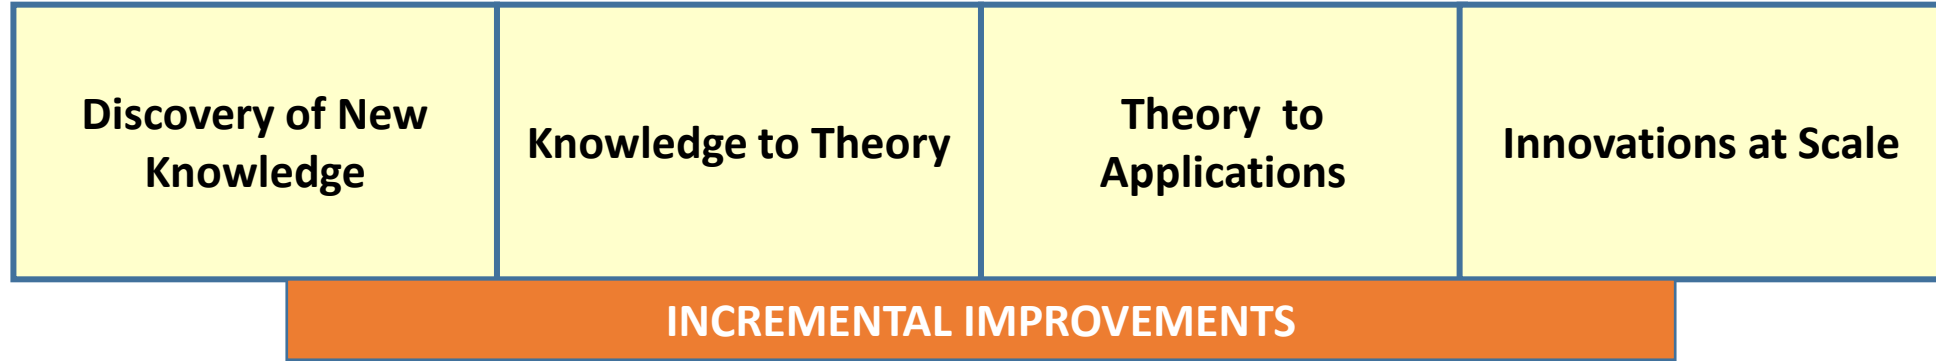 Discovery of New
Knowledge
Knowledge to Theory
Theory  to
Applications
Innovations at Scale
INCREMENTAL IMPROVEMENTS